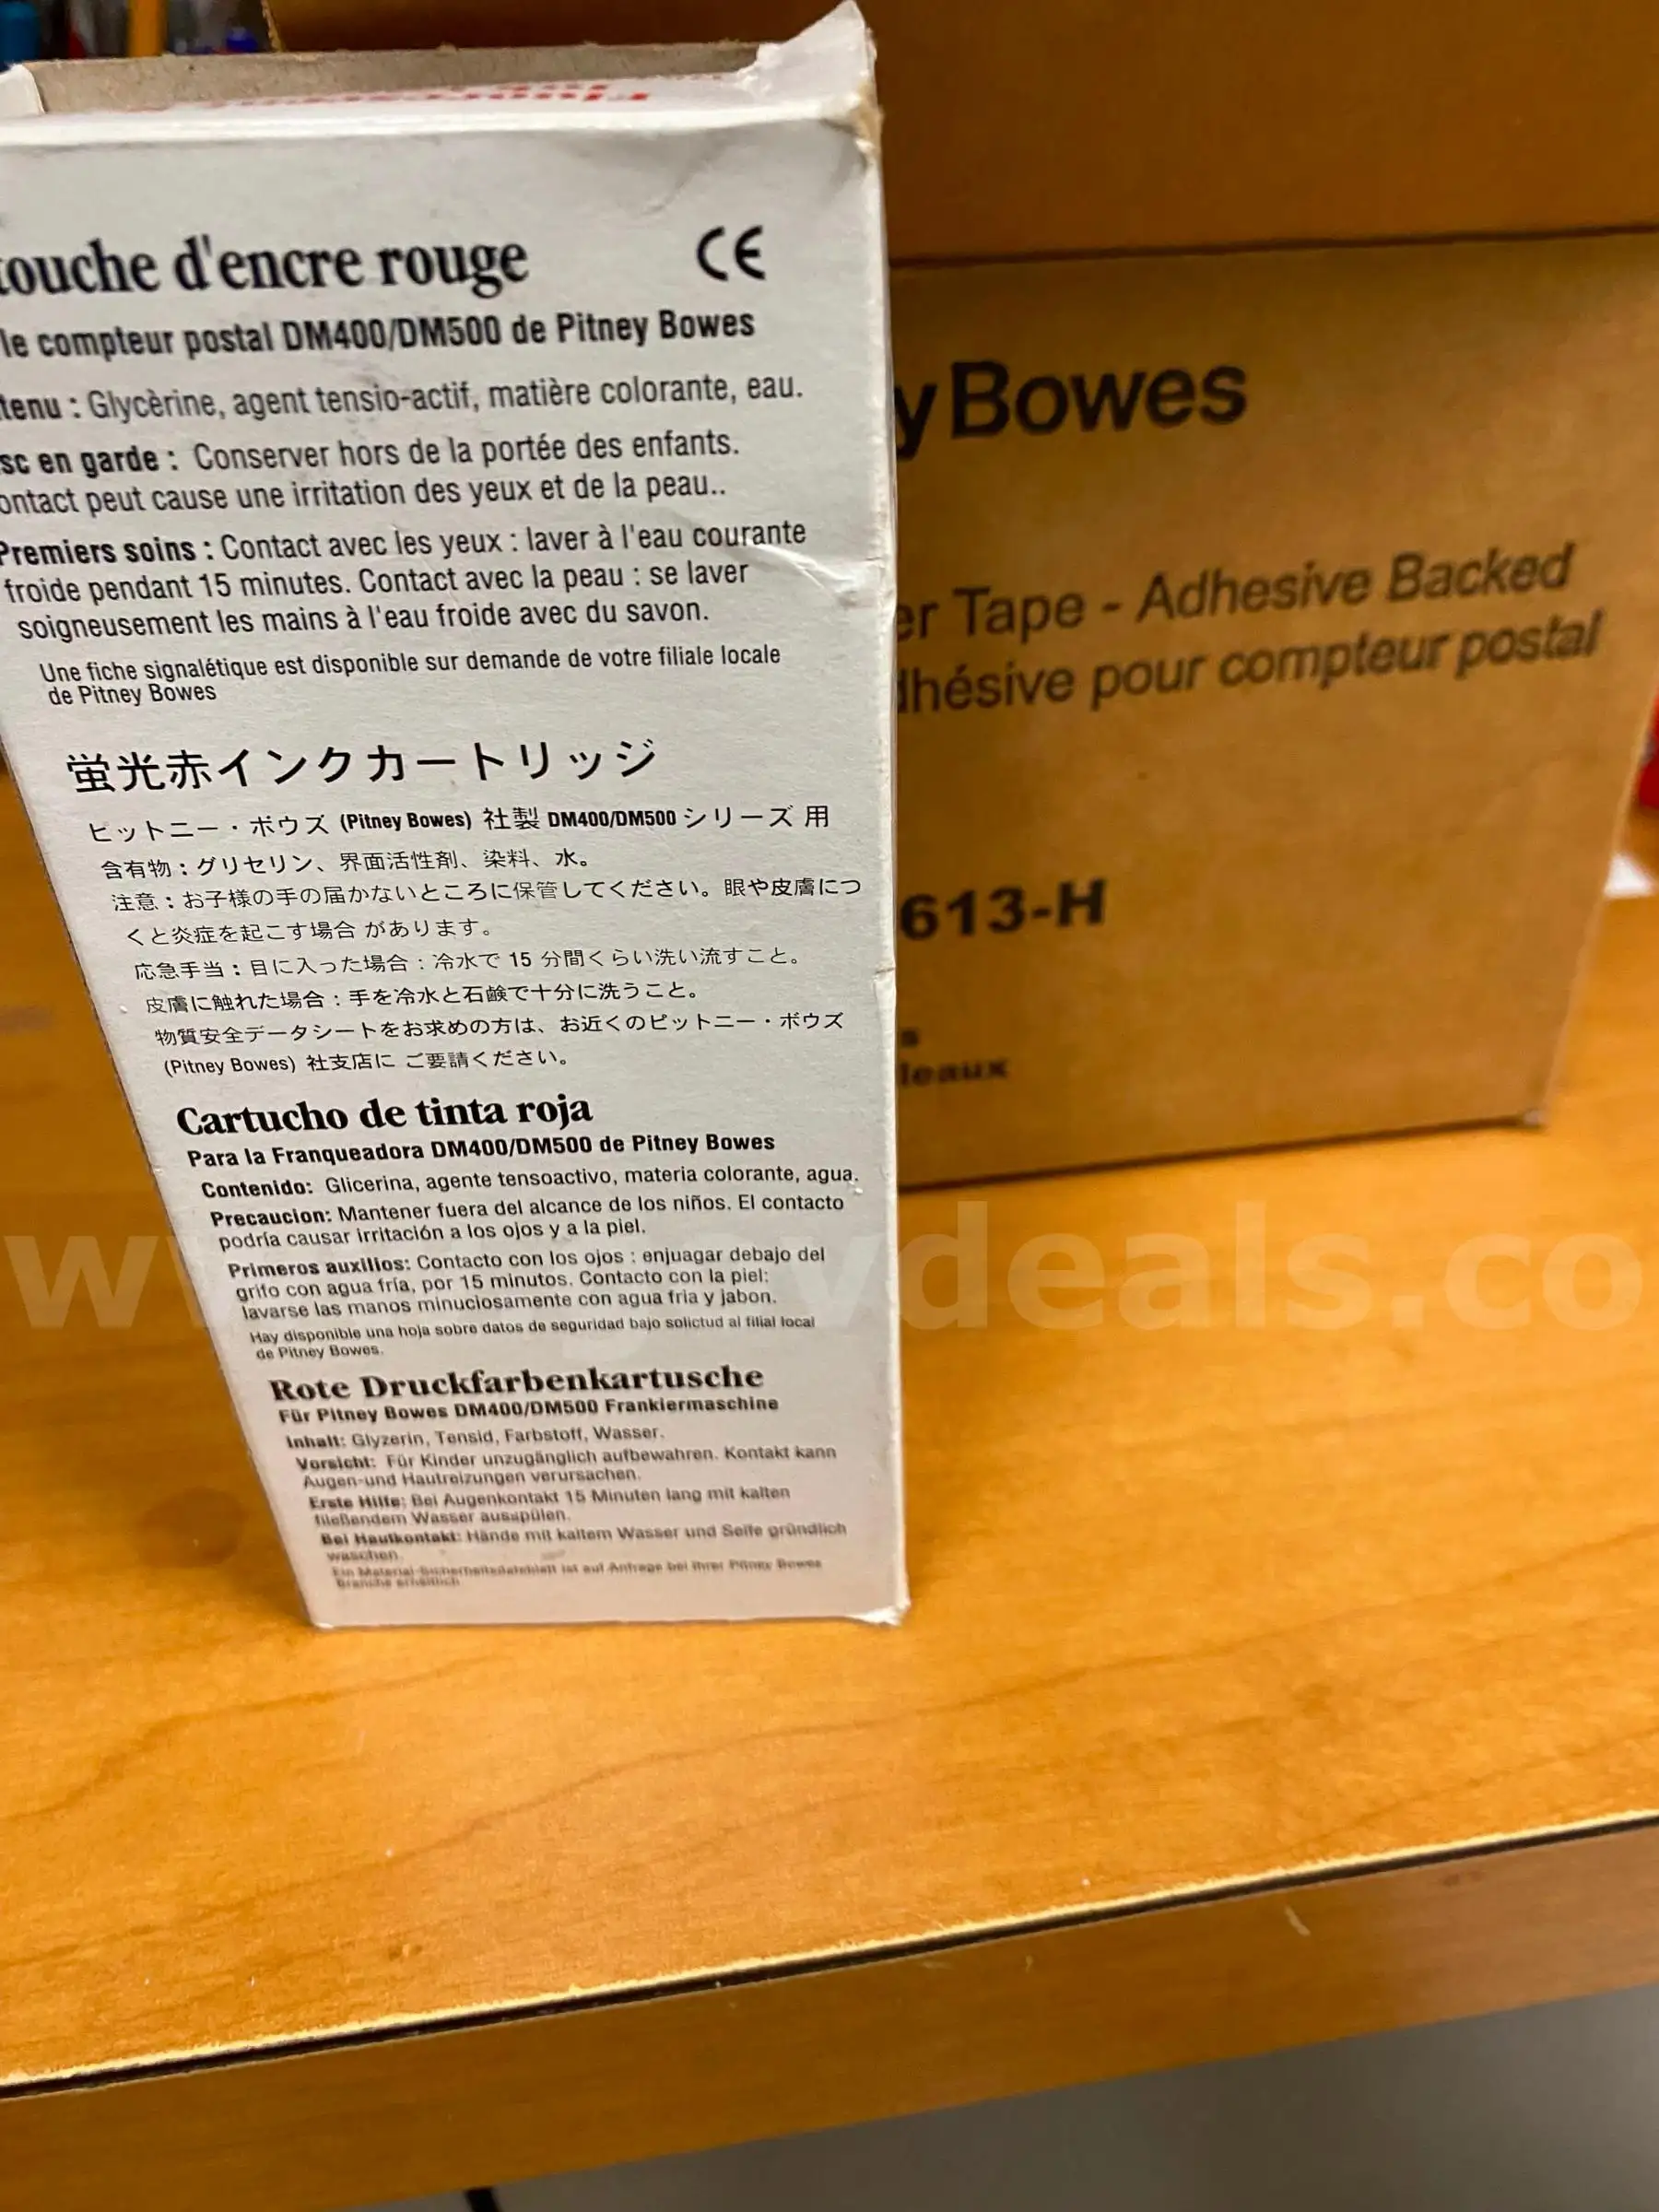 touche d'encre rouge
CE
le compteur postal DM400/DM500 de Pitney Bowes
tenu : Glycèrine, agent tensio-actif, matière colorante, eau.
sc en garde : Conserver hors de la portée des enfants.
ontact peut cause une irritation des yeux et de la peau..
Premiers soins : Contact avec les yeux : laver à l'eau courante
froide pendant 15 minutes. Contact avec la peau : se laver
soigneusement les mains à l'eau froide avec du savon.
Une fiche signalétique est disponible sur demande de votre filiale locale
de Pitney Bowes
蛍光赤インクカートリッジ
ピットニー・ボウズ (Pitney Bowes) 社製 DM400/DM500 シリーズ 用
含有物：グリセリン、界面活性剤、染料、水。
注意：お子様の手の届かないところに保管してください。眼や皮膚につ
くと炎症を起こす場合 があります。
応急手当：目に入った場合：冷水で 15 分間くらい洗い流すこと。
皮膚に触れた場合：手を冷水と石鹸で十分に洗うこと。
物質安全データシートをお求めの方は、お近くのピットニー・ボウズ
(Pitney Bowes) 社支店に ご要請ください。
Cartucho de tinta roja
Para la Franqueadora DM400/DM500 de Pitney Bowes
Contenido: Glicerina, agente tensoactivo, materia colorante, agua.
Precaucion: Mantener fuera del alcance de los niños. El contacto
podría causar irritación a los ojos y a la piel.
Primeros auxilios: Contacto con los ojos : enjuagar debajo del
grifo con agua fría, por 15 minutos. Contacto con la piel:
lavarse las manos minuciosamente con agua fria y jabon.
Hay disponible una hoja sobre datos de seguridad bajo solictud al filial local
de Pitney Bowes.
Rote Druckfarbenkartusche
Für Pitney Bowes DM400/DM500 Frankiermaschine
Inhalt: Glyzerin, Tensid, Farbstoff, Wasser.
Vorsicht: Für Kinder unzugänglich aufbewahren. Kontakt kann
Augen-und Hautreizungen verursachen.
Erste Hilfe: Bei Augenkontakt 15 Minuten lang mit kalten
fließendem Wasser ausspülen.
Bei Hautkontakt: Hände mit kaltem Wasser und Seife gründlich
waschen.
Ein Material-Sicherheitsdatenblatt ist auf Anfrage bei Ihrer Pitney Bowes
Branche erhältlich
y Bowes
er Tape - Adhesive Backed
dhésive pour compteur postal
613-H
s
leaux
ydeals.co